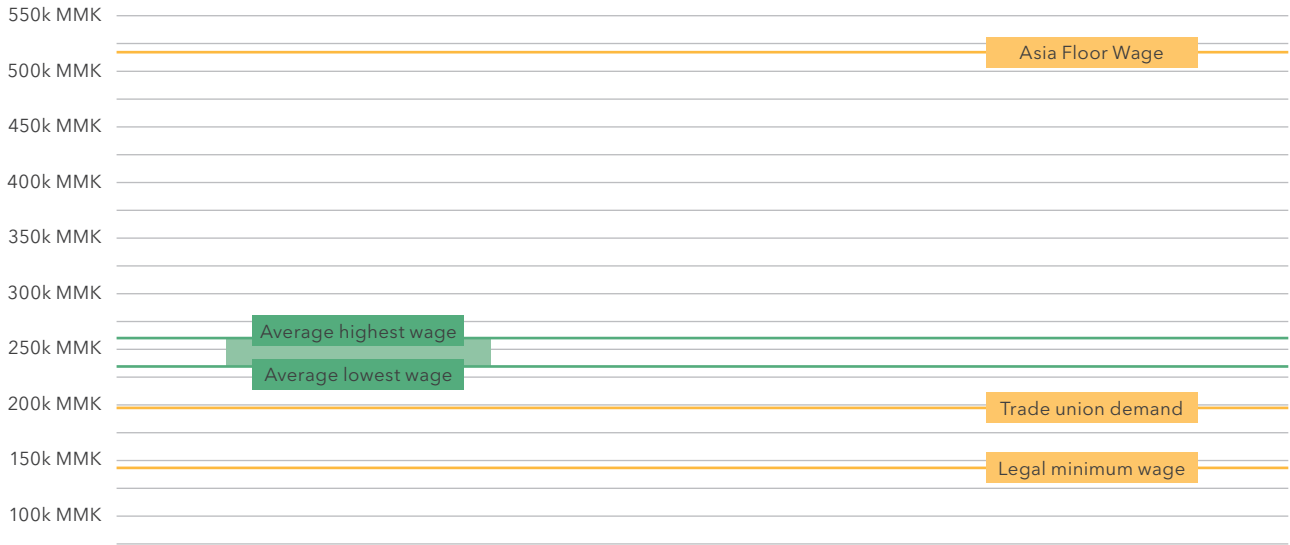 550k MMK
Asia Floor Wage
500k MMK
450k MMK
400k MMK
350k MMK
300k MMK
Average highest wage
250k MMK
Average lowest wage
200k MMK
Trade union demand
150k MMK
Legal minimum wage
100k MMK